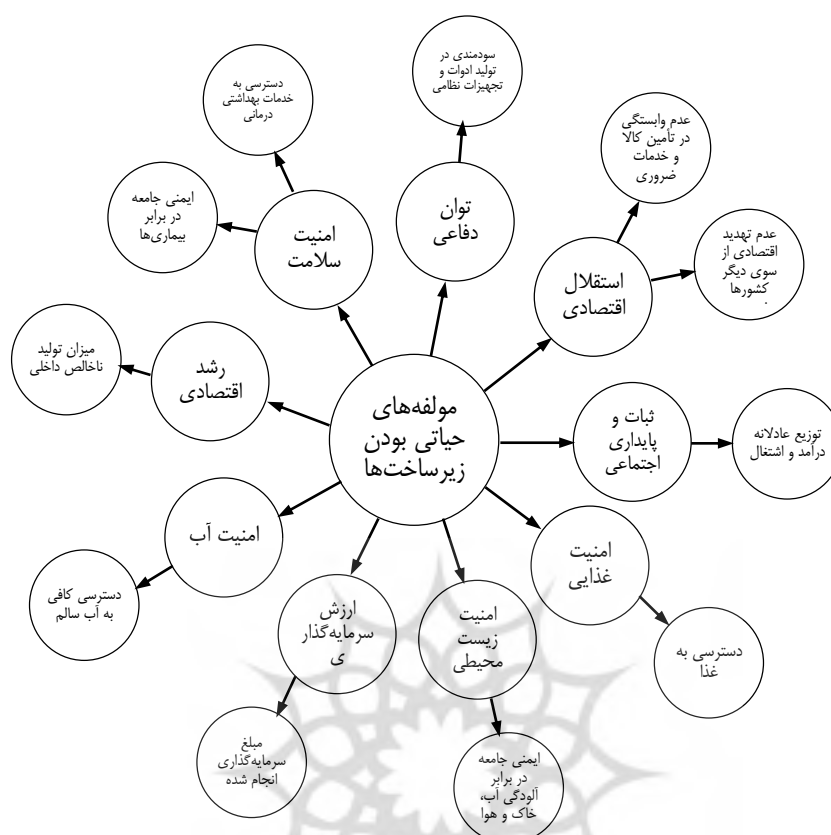 مولفه‌های
حیاتی بودن
زیرساخت‌ها
توان
دفاعی
سودمندی در
تولید ادوات و
تجهیزات نظامی
استقلال
اقتصادی
عدم وابستگی
در تأمین کالا
و خدمات
ضروری
عدم تهدید
اقتصادی از
سوی دیگر
کشورها
ثبات و
پایداری
اجتماعی
توزیع عادلانه
درآمد و اشتغال
امنیت
غذایی
دسترسی به
غذا
امنیت
زیست
محیطی
ایمنی جامعه
در برابر
آلودگی آب،
خاک و هوا
ارزش
سرمایه‌گذار
ی
مبلغ
سرمایه‌گذاری
انجام شده
امنیت آب
دسترسی کافی
به آب سالم
رشد
اقتصادی
میزان تولید
ناخالص داخلی
امنیت
سلامت
ایمنی جامعه
در برابر
بیماری‌ها
دسترسی به
خدمات بهداشتی
درمانی